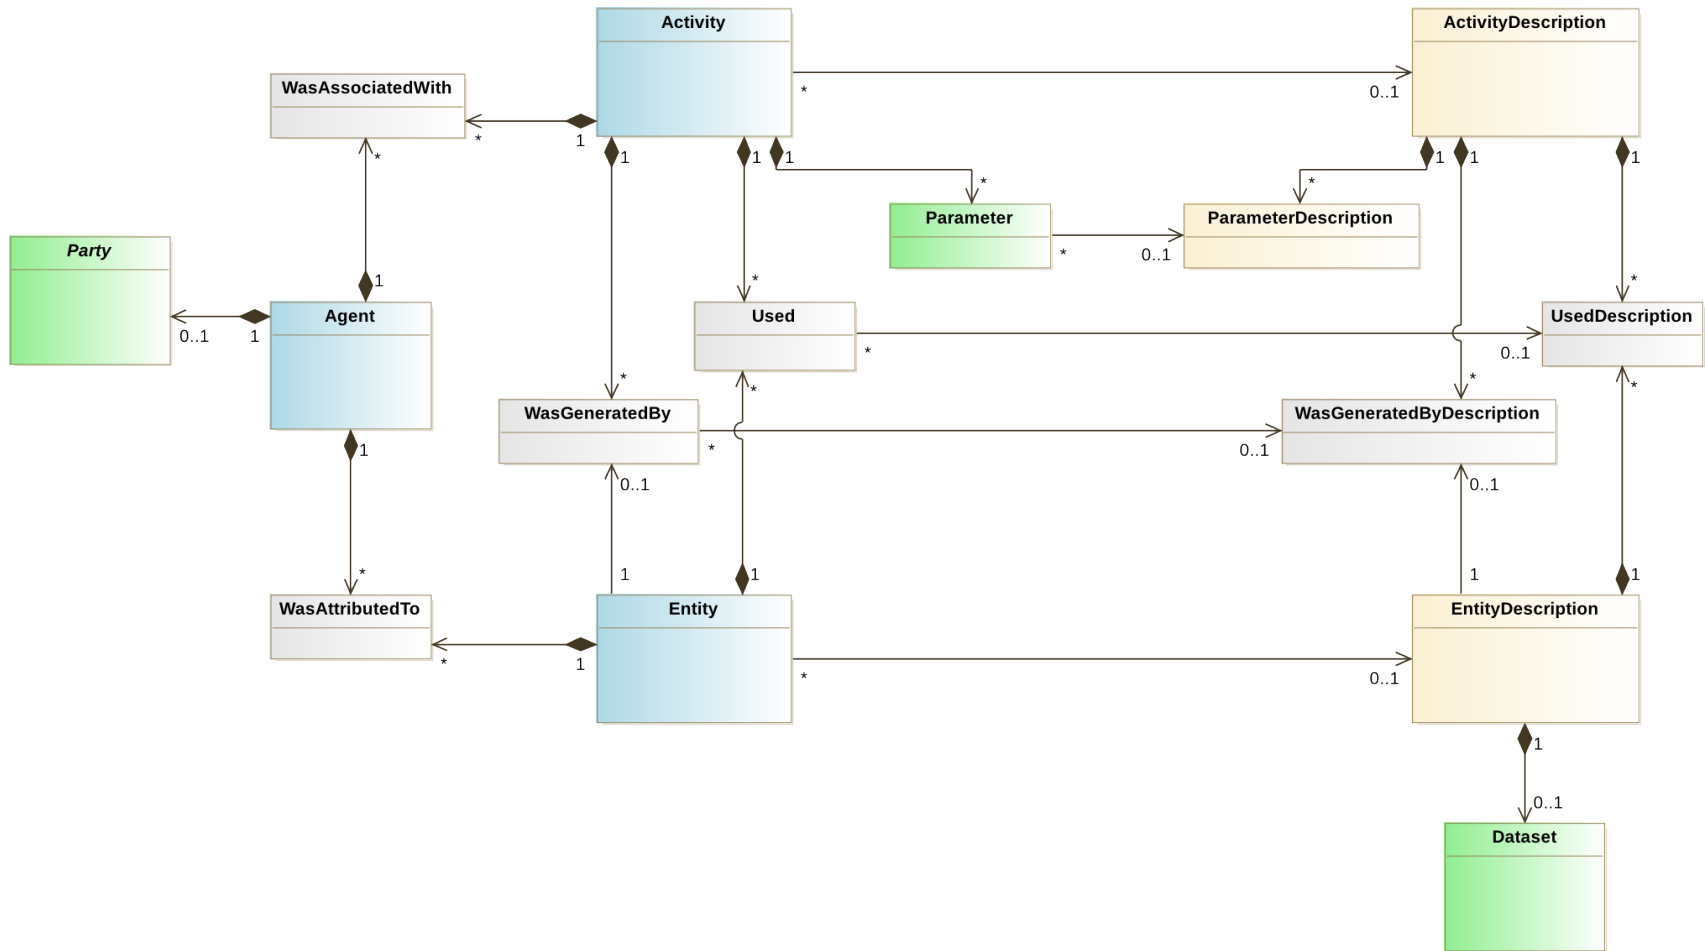 Activity
ActivityDescription
WasAssociatedWith
*
0..1
*
1
1
1
1
1
1
1
*
*
*
Parameter
ParameterDescription
Party
*
0..1
1
*
*
Agent
Used
UsedDescription
0..1
1
*
0..1
*
*
*
*
WasGeneratedBy
WasGeneratedByDescription
1
*
0..1
0..1
0..1
*
1
1
1
1
WasAttributedTo
Entity
EntityDescription
*
1
*
0..1
1
0..1
Dataset